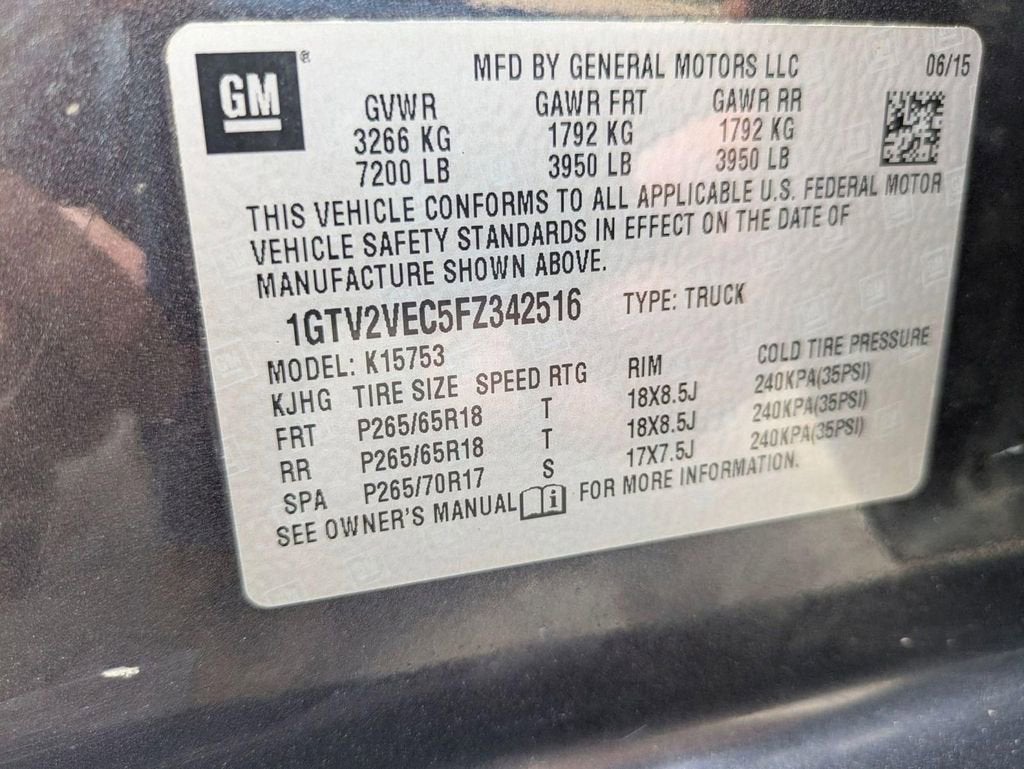 GM ®
MFD BY GENERAL MOTORS LLC 06/15
GVWR GAWR FRT GAWR RR
3266 KG 1792 KG 1792 KG
7200 LB 3950 LB 3950 LB
THIS VEHICLE CONFORMS TO ALL APPLICABLE U.S. FEDERAL MOTOR
VEHICLE SAFETY STANDARDS IN EFFECT ON THE DATE OF
MANUFACTURE SHOWN ABOVE.
1GTV2VEC5FZ342516 TYPE: TRUCK
MODEL: K15753
KJHG TIRE SIZE SPEED RTG RIM COLD TIRE PRESSURE
FRT P265/65R18 T 18X8.5J 240KPA(35PSI)
RR P265/65R18 T 18X8.5J 240KPA(35PSI)
SPA P265/70R17 S 17X7.5J 240KPA(35PSI)
SEE OWNER'S MANUAL FOR MORE INFORMATION.